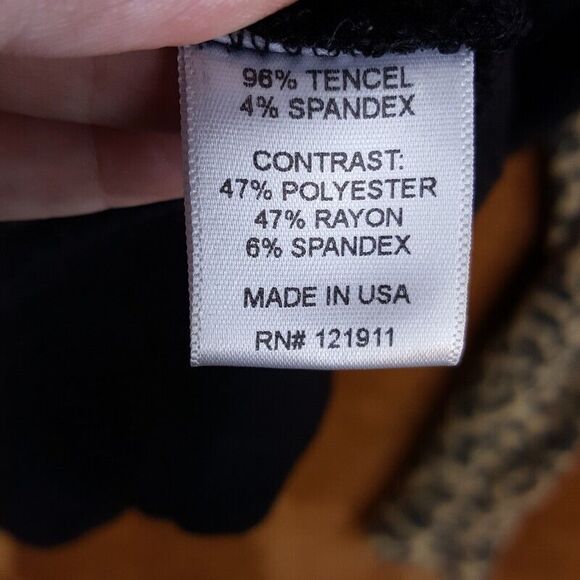 96% TENCEL
4% SPANDEX
CONTRAST:
47% POLYESTER
47% RAYON
6% SPANDEX
MADE IN USA
RN# 121911